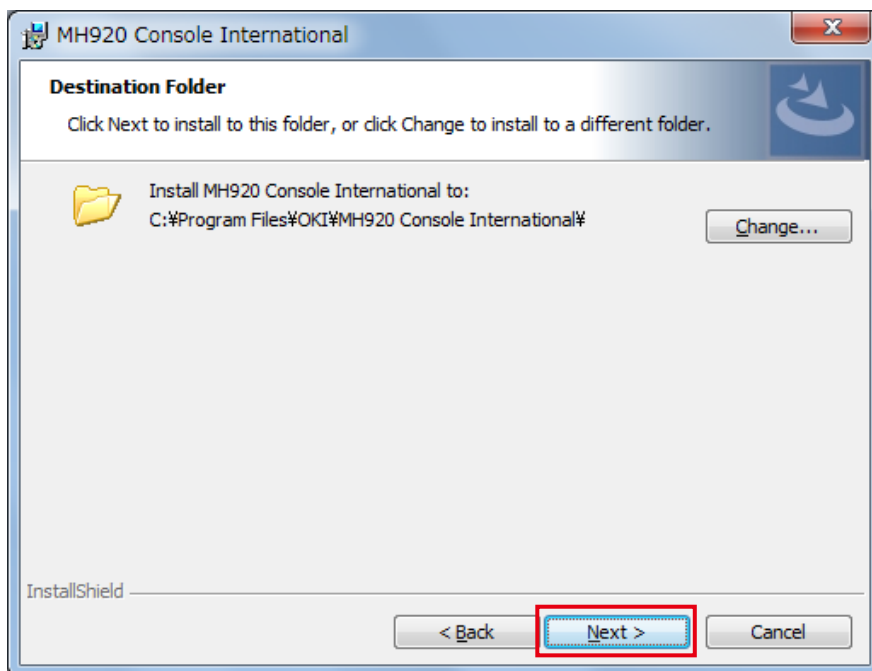 MH920 Console International
Destination Folder
Click Next to install to this folder, or click Change to install to a different folder.
Install MH920 Console International to:
C:¥Program Files¥OKI¥MH920 Console International¥
Change...
InstallShield
< Back
Next >
Cancel